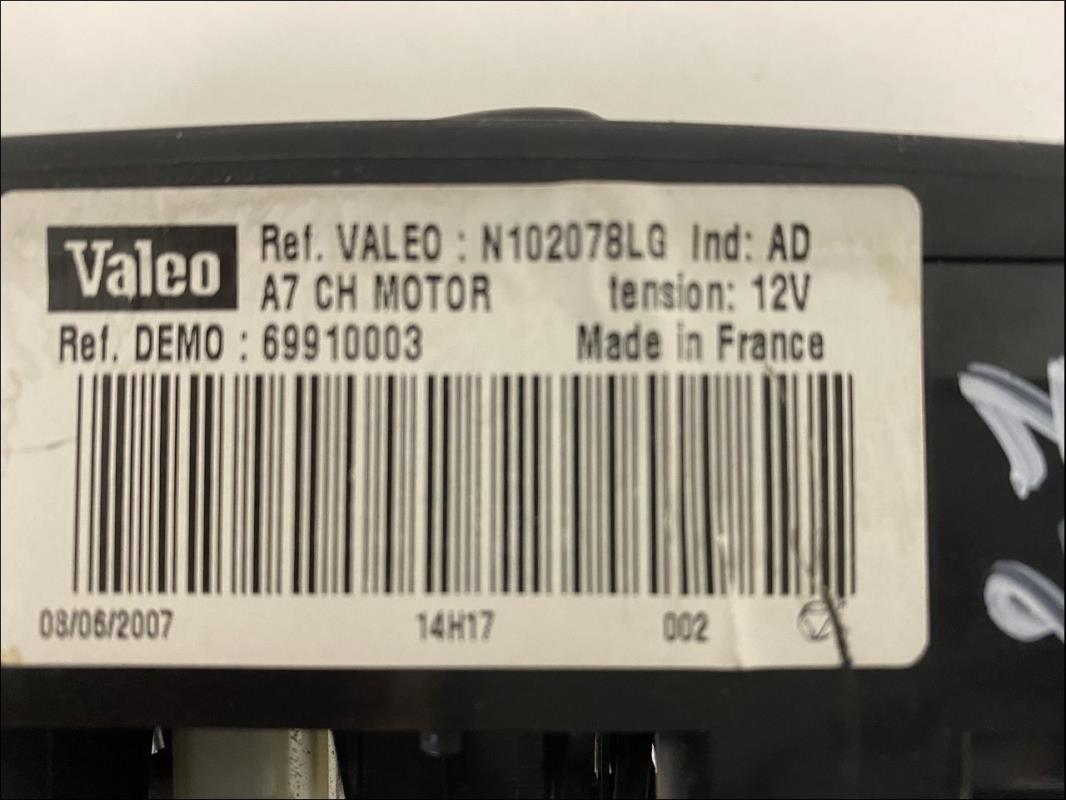 Valeo
Ref. VALEO : N102078LG Ind: AD
A7 CH MOTOR tension: 12V
Ref. DEMO : 69910003 Made in France
08/06/2007 14H17 002